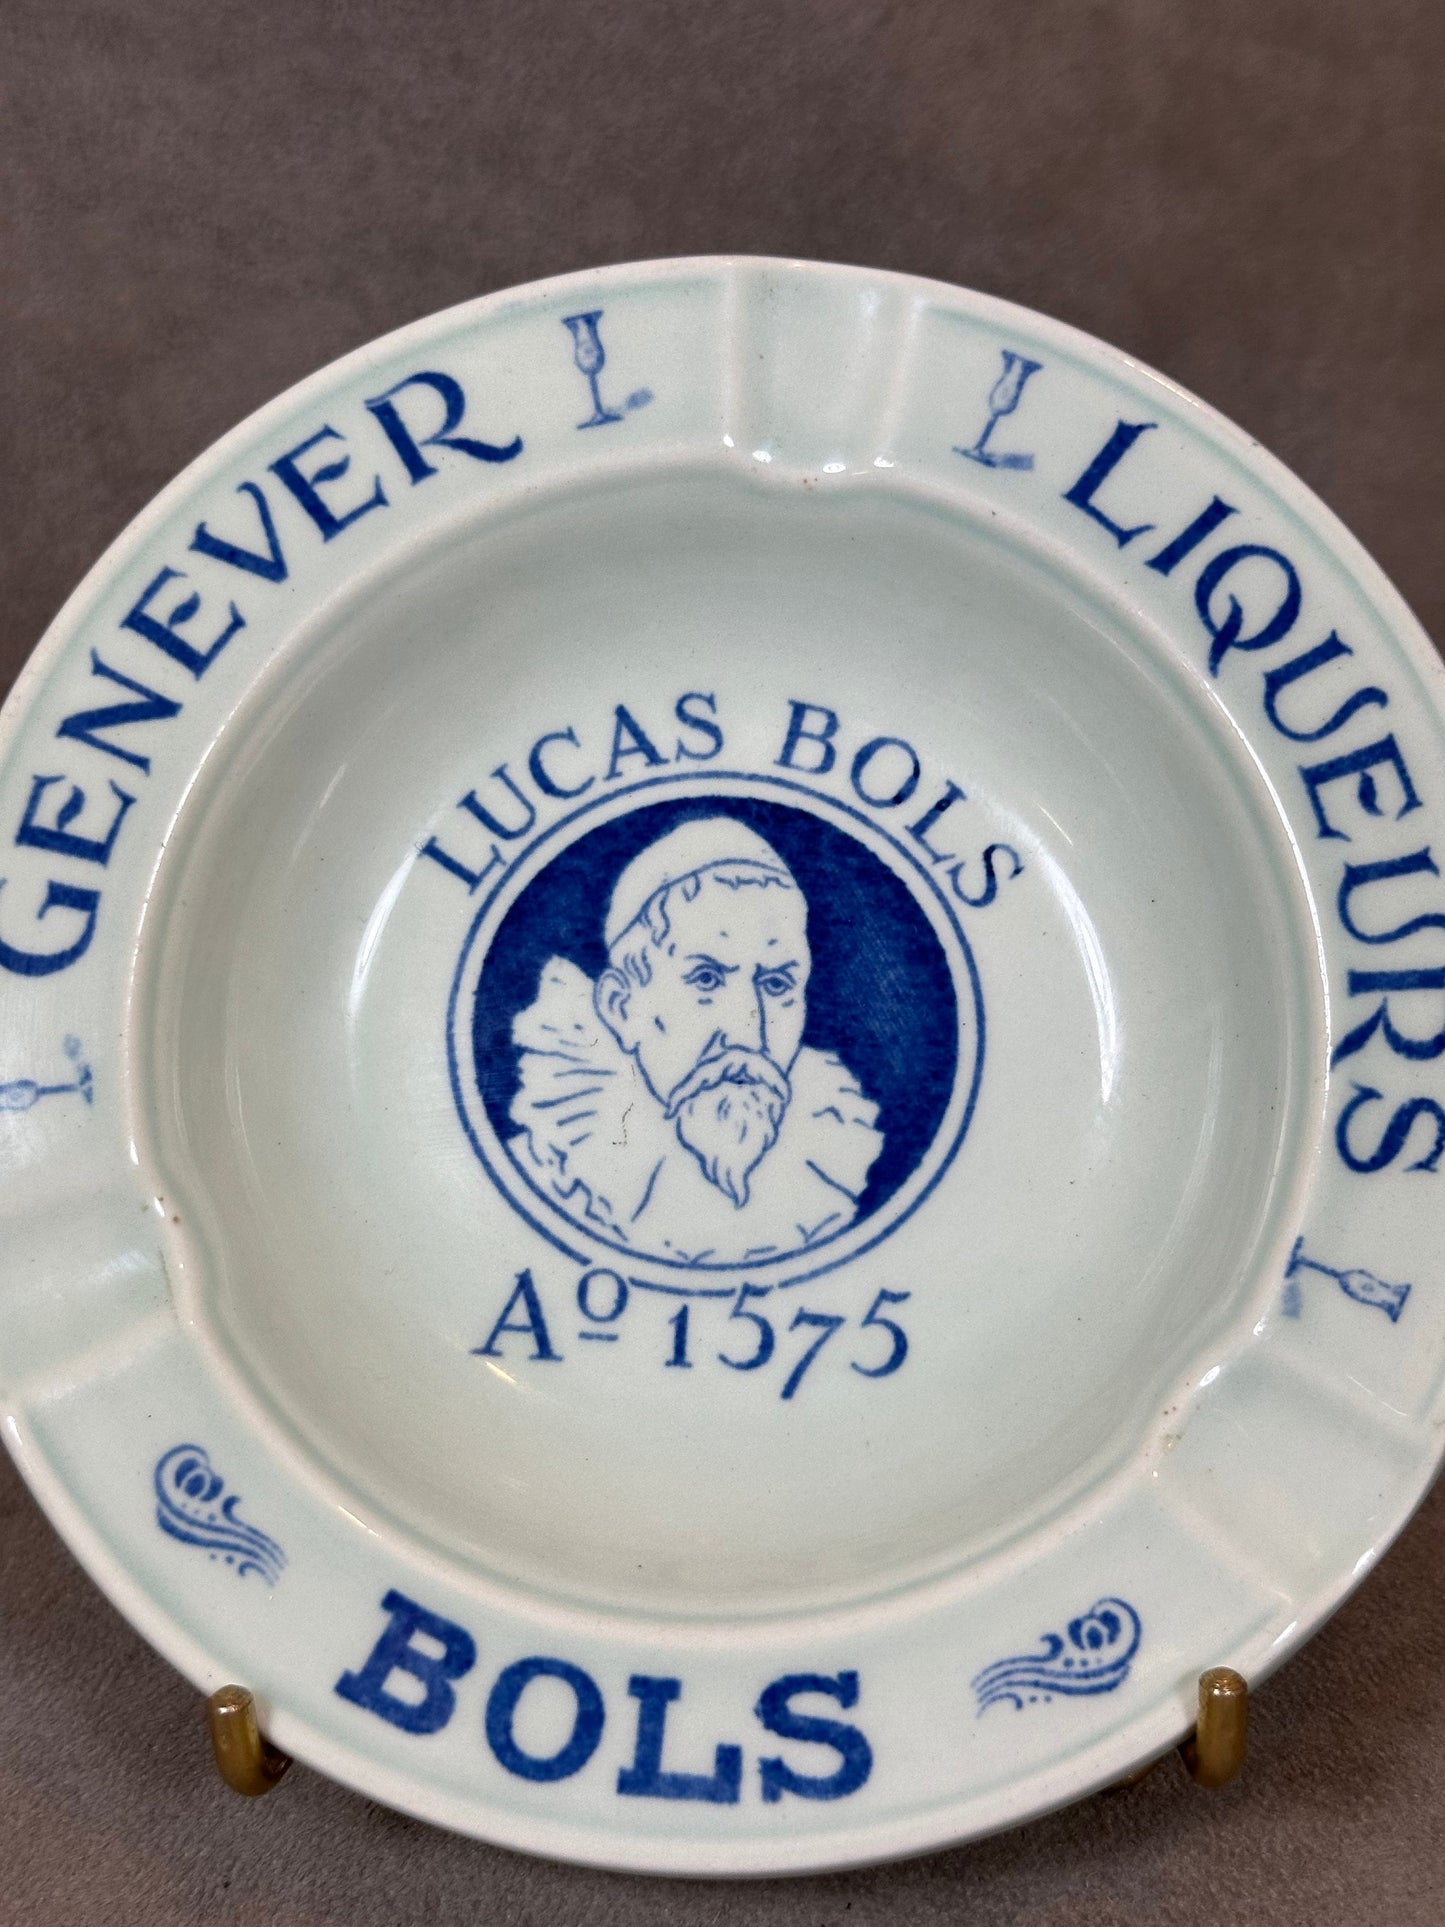 GENEVER
LIQUEURS
LUCAS BOLS
Aº 1575
BOLS